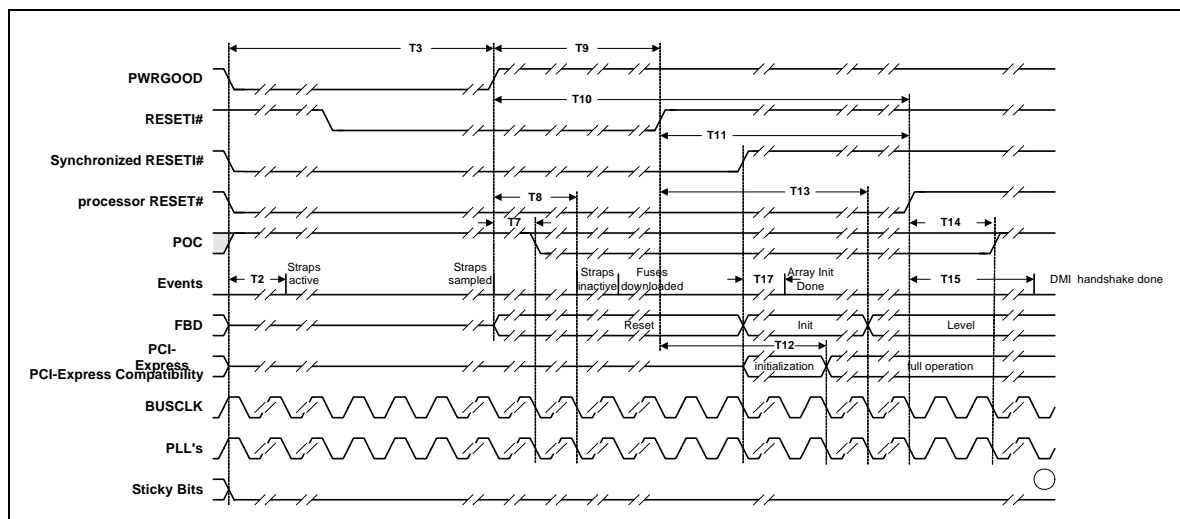 T3
T9
PWRGOOD
T10
RESETI#
T11
Synchronized RESETI#
T8
T13
processor RESET#
T7
T14
POC
T2
Straps active
Straps sampled
Straps inactive
Fuses downloaded
T17
Array Init Done
T15
Events
DMI handshake done
FBD
Reset
Init
Level
T12
PCI-Express
PCI-Express Compatibility
initialization
full operation
BUSCLK
PLL's
Sticky Bits